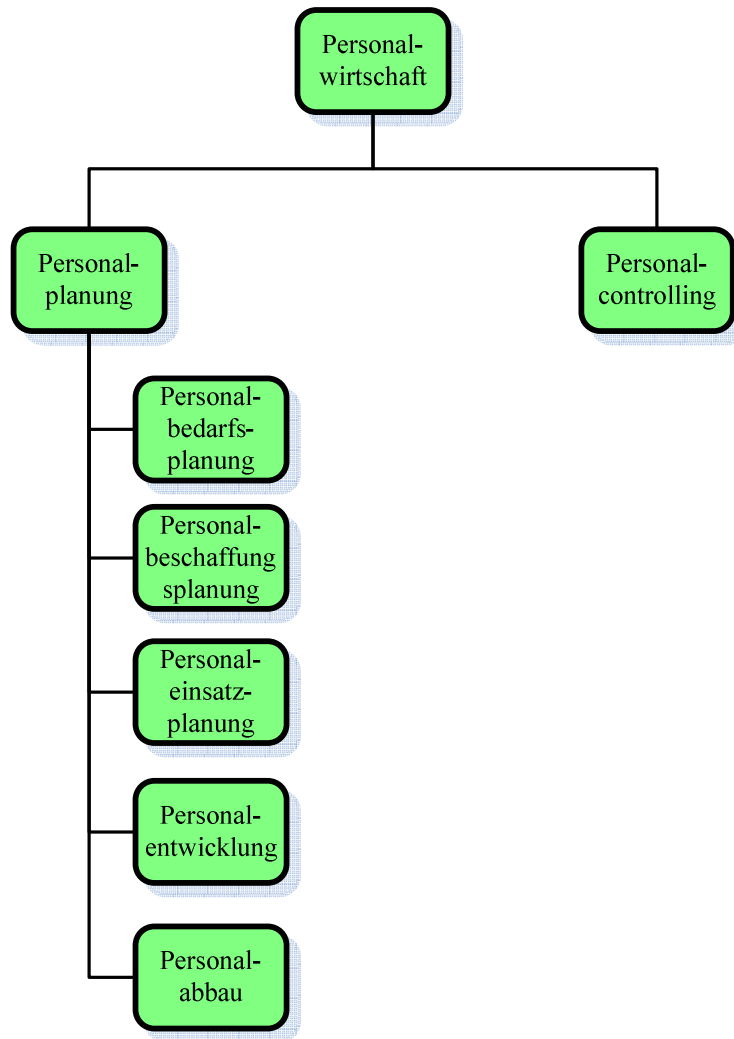 Personal-
wirtschaft
Personal-
planung
Personal-
controlling
Personal-
bedarfs-
planung
Personal-
beschaffung
splanung
Personal-
einsatz-
planung
Personal-
entwicklung
Personal-
abbau